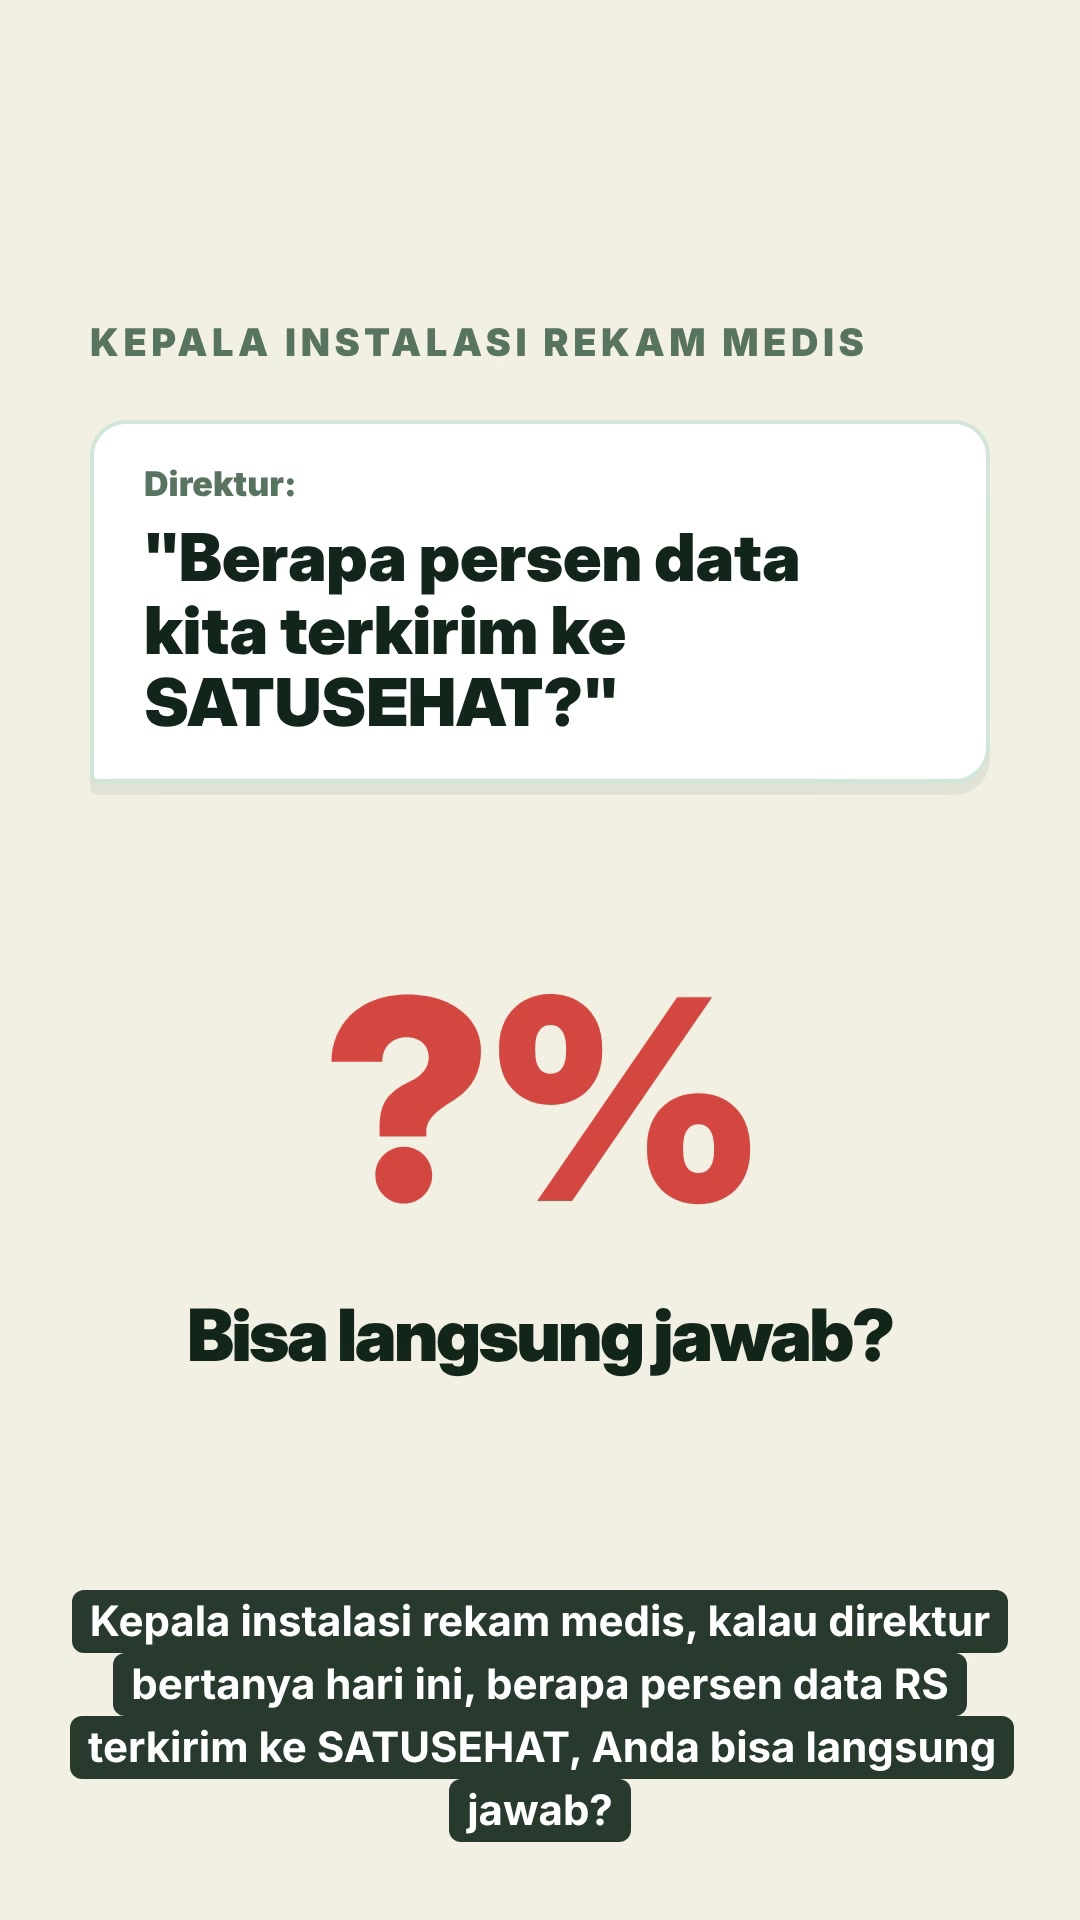 KEPALA INSTALASI REKAM MEDIS
Direktur:
"Berapa persen data
kita terkirim ke
SATUSEHAT?"
?%
Bisa langsung jawab?
Kepala instalasi rekam medis, kalau direktur
bertanya hari ini, berapa persen data RS
terkirim ke SATUSEHAT, Anda bisa langsung
jawab?